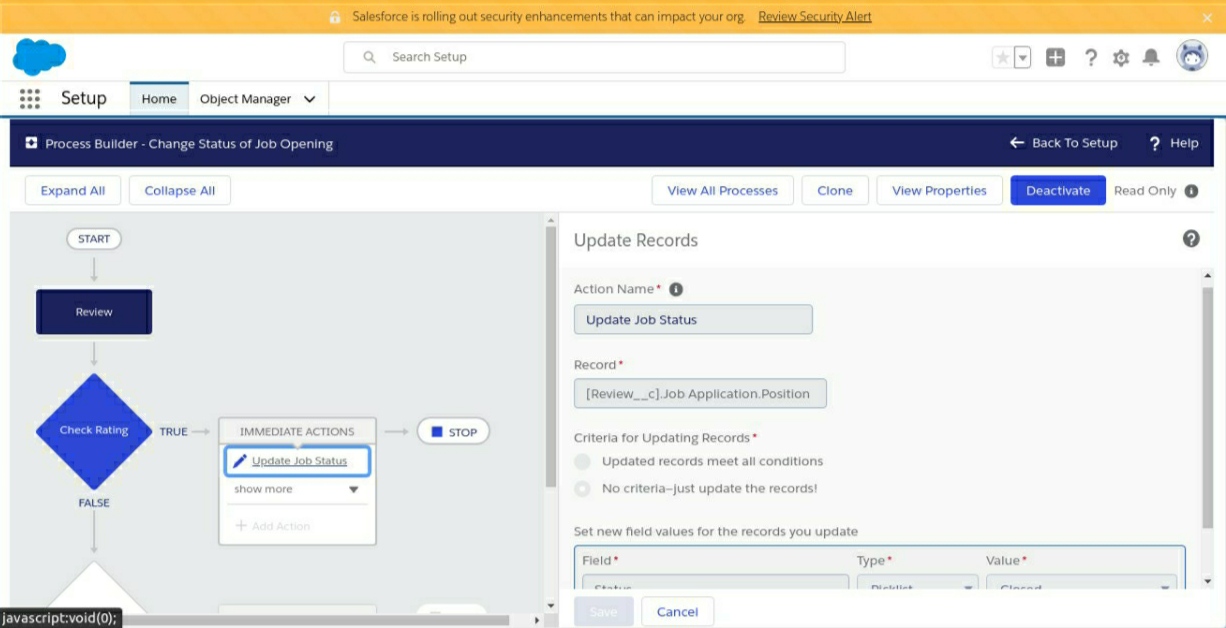 Salesforce is rolling out security enhancements that can impact your org. Review Security Alert
Search Setup
Setup
Home
Object Manager
Process Builder - Change Status of Job Opening
Back To Setup
? Help
Expand All
Collapse All
View All Processes
Clone
View Properties
Deactivate
Read Only
START
Review
Check Rating
TRUE
IMMEDIATE ACTIONS
Update Job Status
show more
+ Add Action
STOP
FALSE
javascript:void(0);
Update Records
Action Name*
Update Job Status
Record*
[Review__c].Job Application.Position
Criteria for Updating Records*
Updated records meet all conditions
No criteria—just update the records!
Set new field values for the records you update
Field* Type* Value*
Status Picklist Closed
Save
Cancel